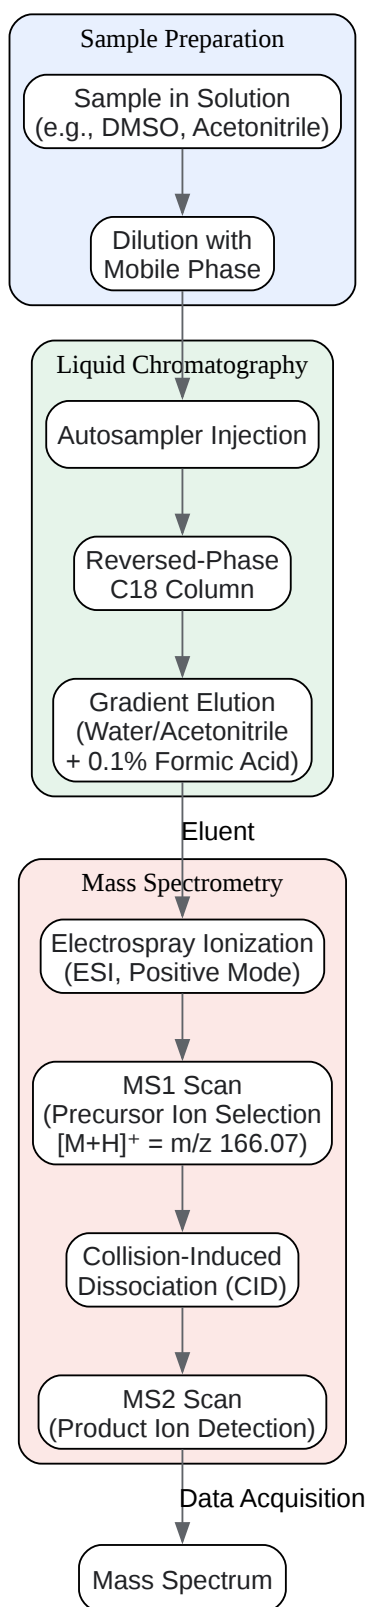 Sample Preparation
Sample in Solution
(e.g., DMSO, Acetonitrile)
Dilution with
Mobile Phase
Liquid Chromatography
Autosampler Injection
Reversed-Phase
C18 Column
Gradient Elution
(Water/Acetonitrile
+ 0.1% Formic Acid)
Eluent
Mass Spectrometry
Electrospray Ionization
(ESI, Positive Mode)
MS1 Scan
(Precursor Ion Selection
[M+H]⁺ = m/z 166.07)
Collision-Induced
Dissociation (CID)
MS2 Scan
(Product Ion Detection)
Data Acquisition
Mass Spectrum